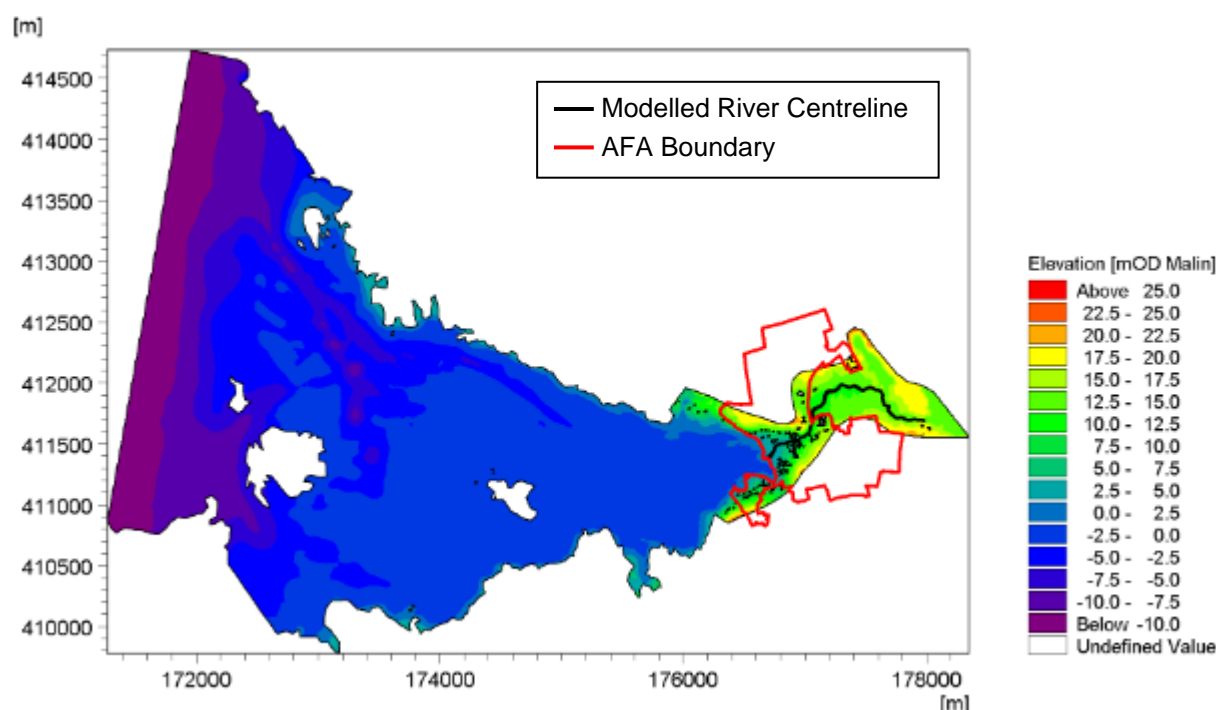 [m]
414500
414000
413500
413000
412500
412000
411500
411000
410500
410000
172000 174000 176000 178000
[m]
Modelled River Centreline
AFA Boundary
Elevation [mOD Malin]
Above 25.0
22.5 - 25.0
20.0 - 22.5
17.5 - 20.0
15.0 - 17.5
12.5 - 15.0
10.0 - 12.5
7.5 - 10.0
5.0 - 7.5
2.5 - 5.0
0.0 - 2.5
-2.5 - 0.0
-5.0 - -2.5
-7.5 - -5.0
-10.0 - -7.5
Below -10.0
Undefined Value